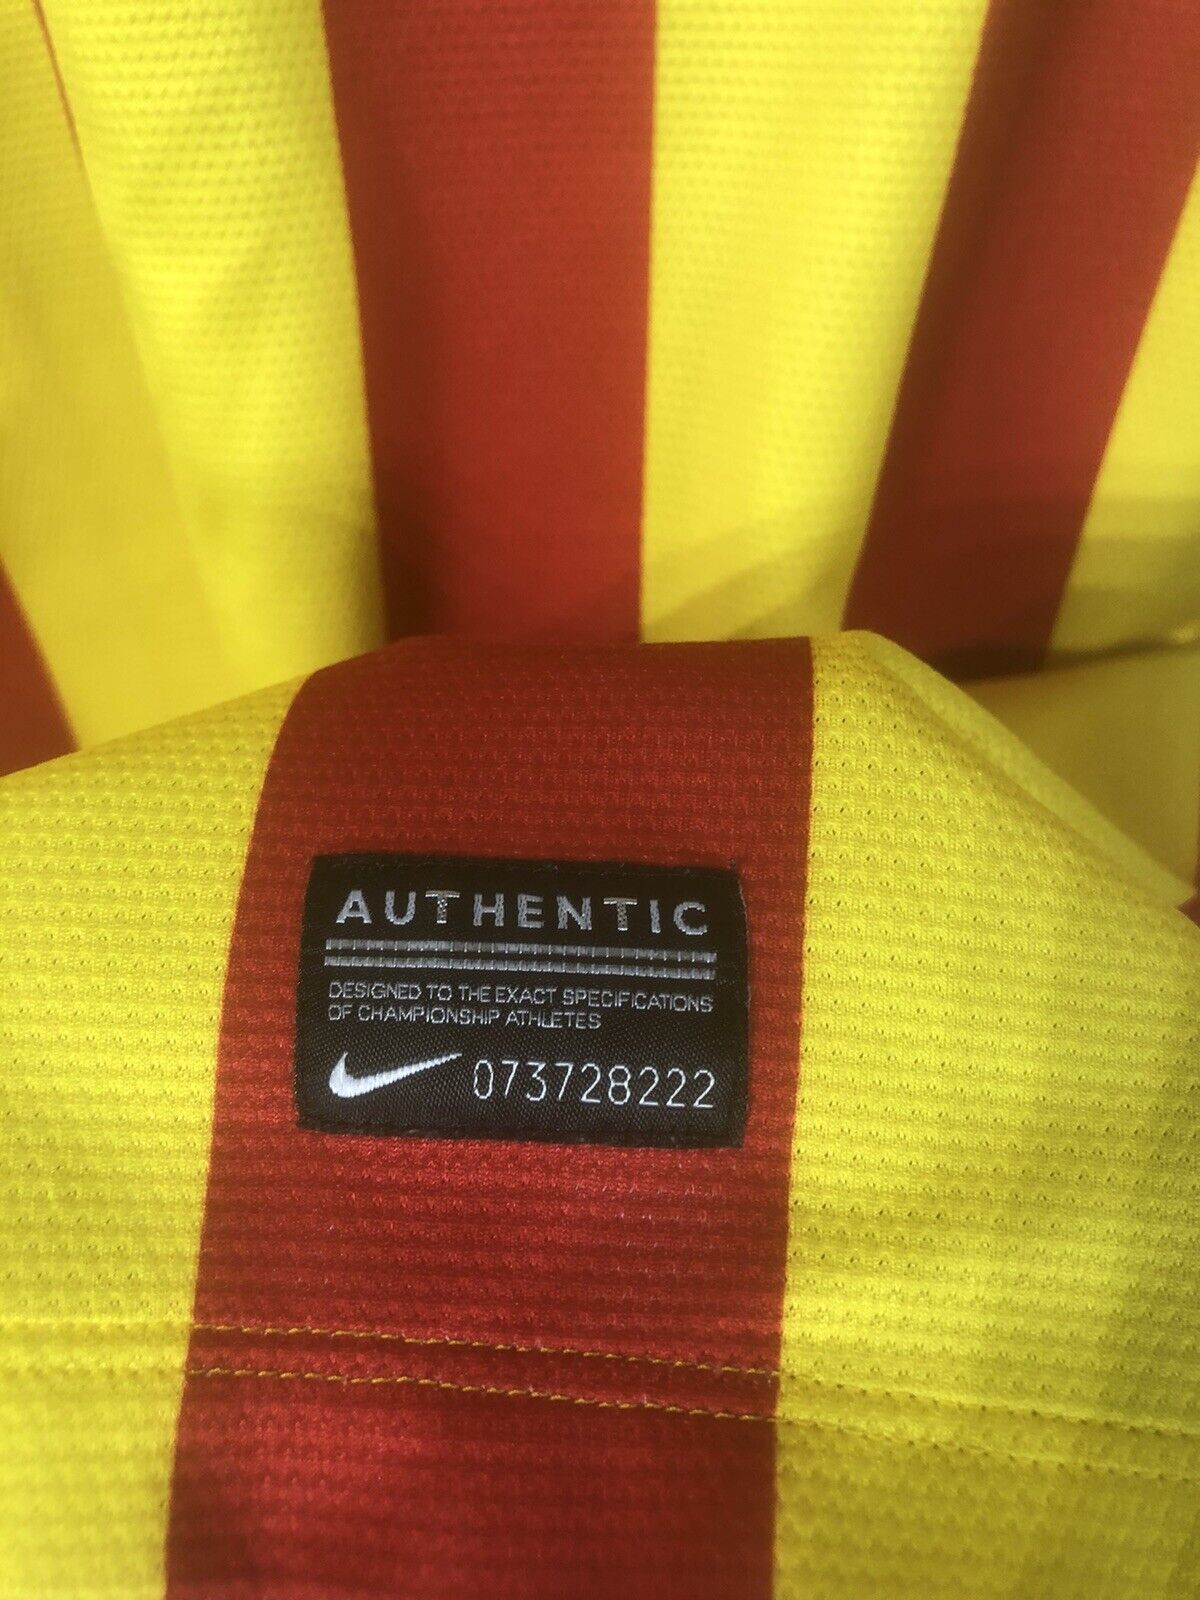 AUTHENTIC
DESIGNED TO THE EXACT SPECIFICATIONS
OF CHAMPIONSHIP ATHLETES
073728222